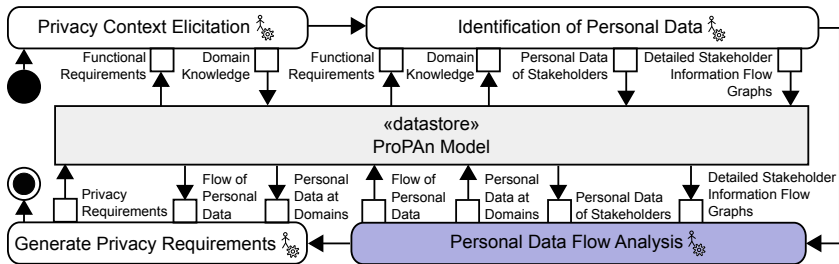 Privacy Context Elicitation
Identification of Personal Data
Functional
Requirements
Domain
Knowledge
Functional
Requirements
Domain
Knowledge
Personal Data
of Stakeholders
Detailed Stakeholder
Information Flow
Graphs
«datastore»
ProPAn Model
Privacy
Requirements
Flow of
Personal
Data
Personal
Data at
Domains
Flow of
Personal
Data
Personal
Data at
Domains
Personal Data
of Stakeholders
Detailed Stakeholder
Information Flow
Graphs
Generate Privacy Requirements
Personal Data Flow Analysis